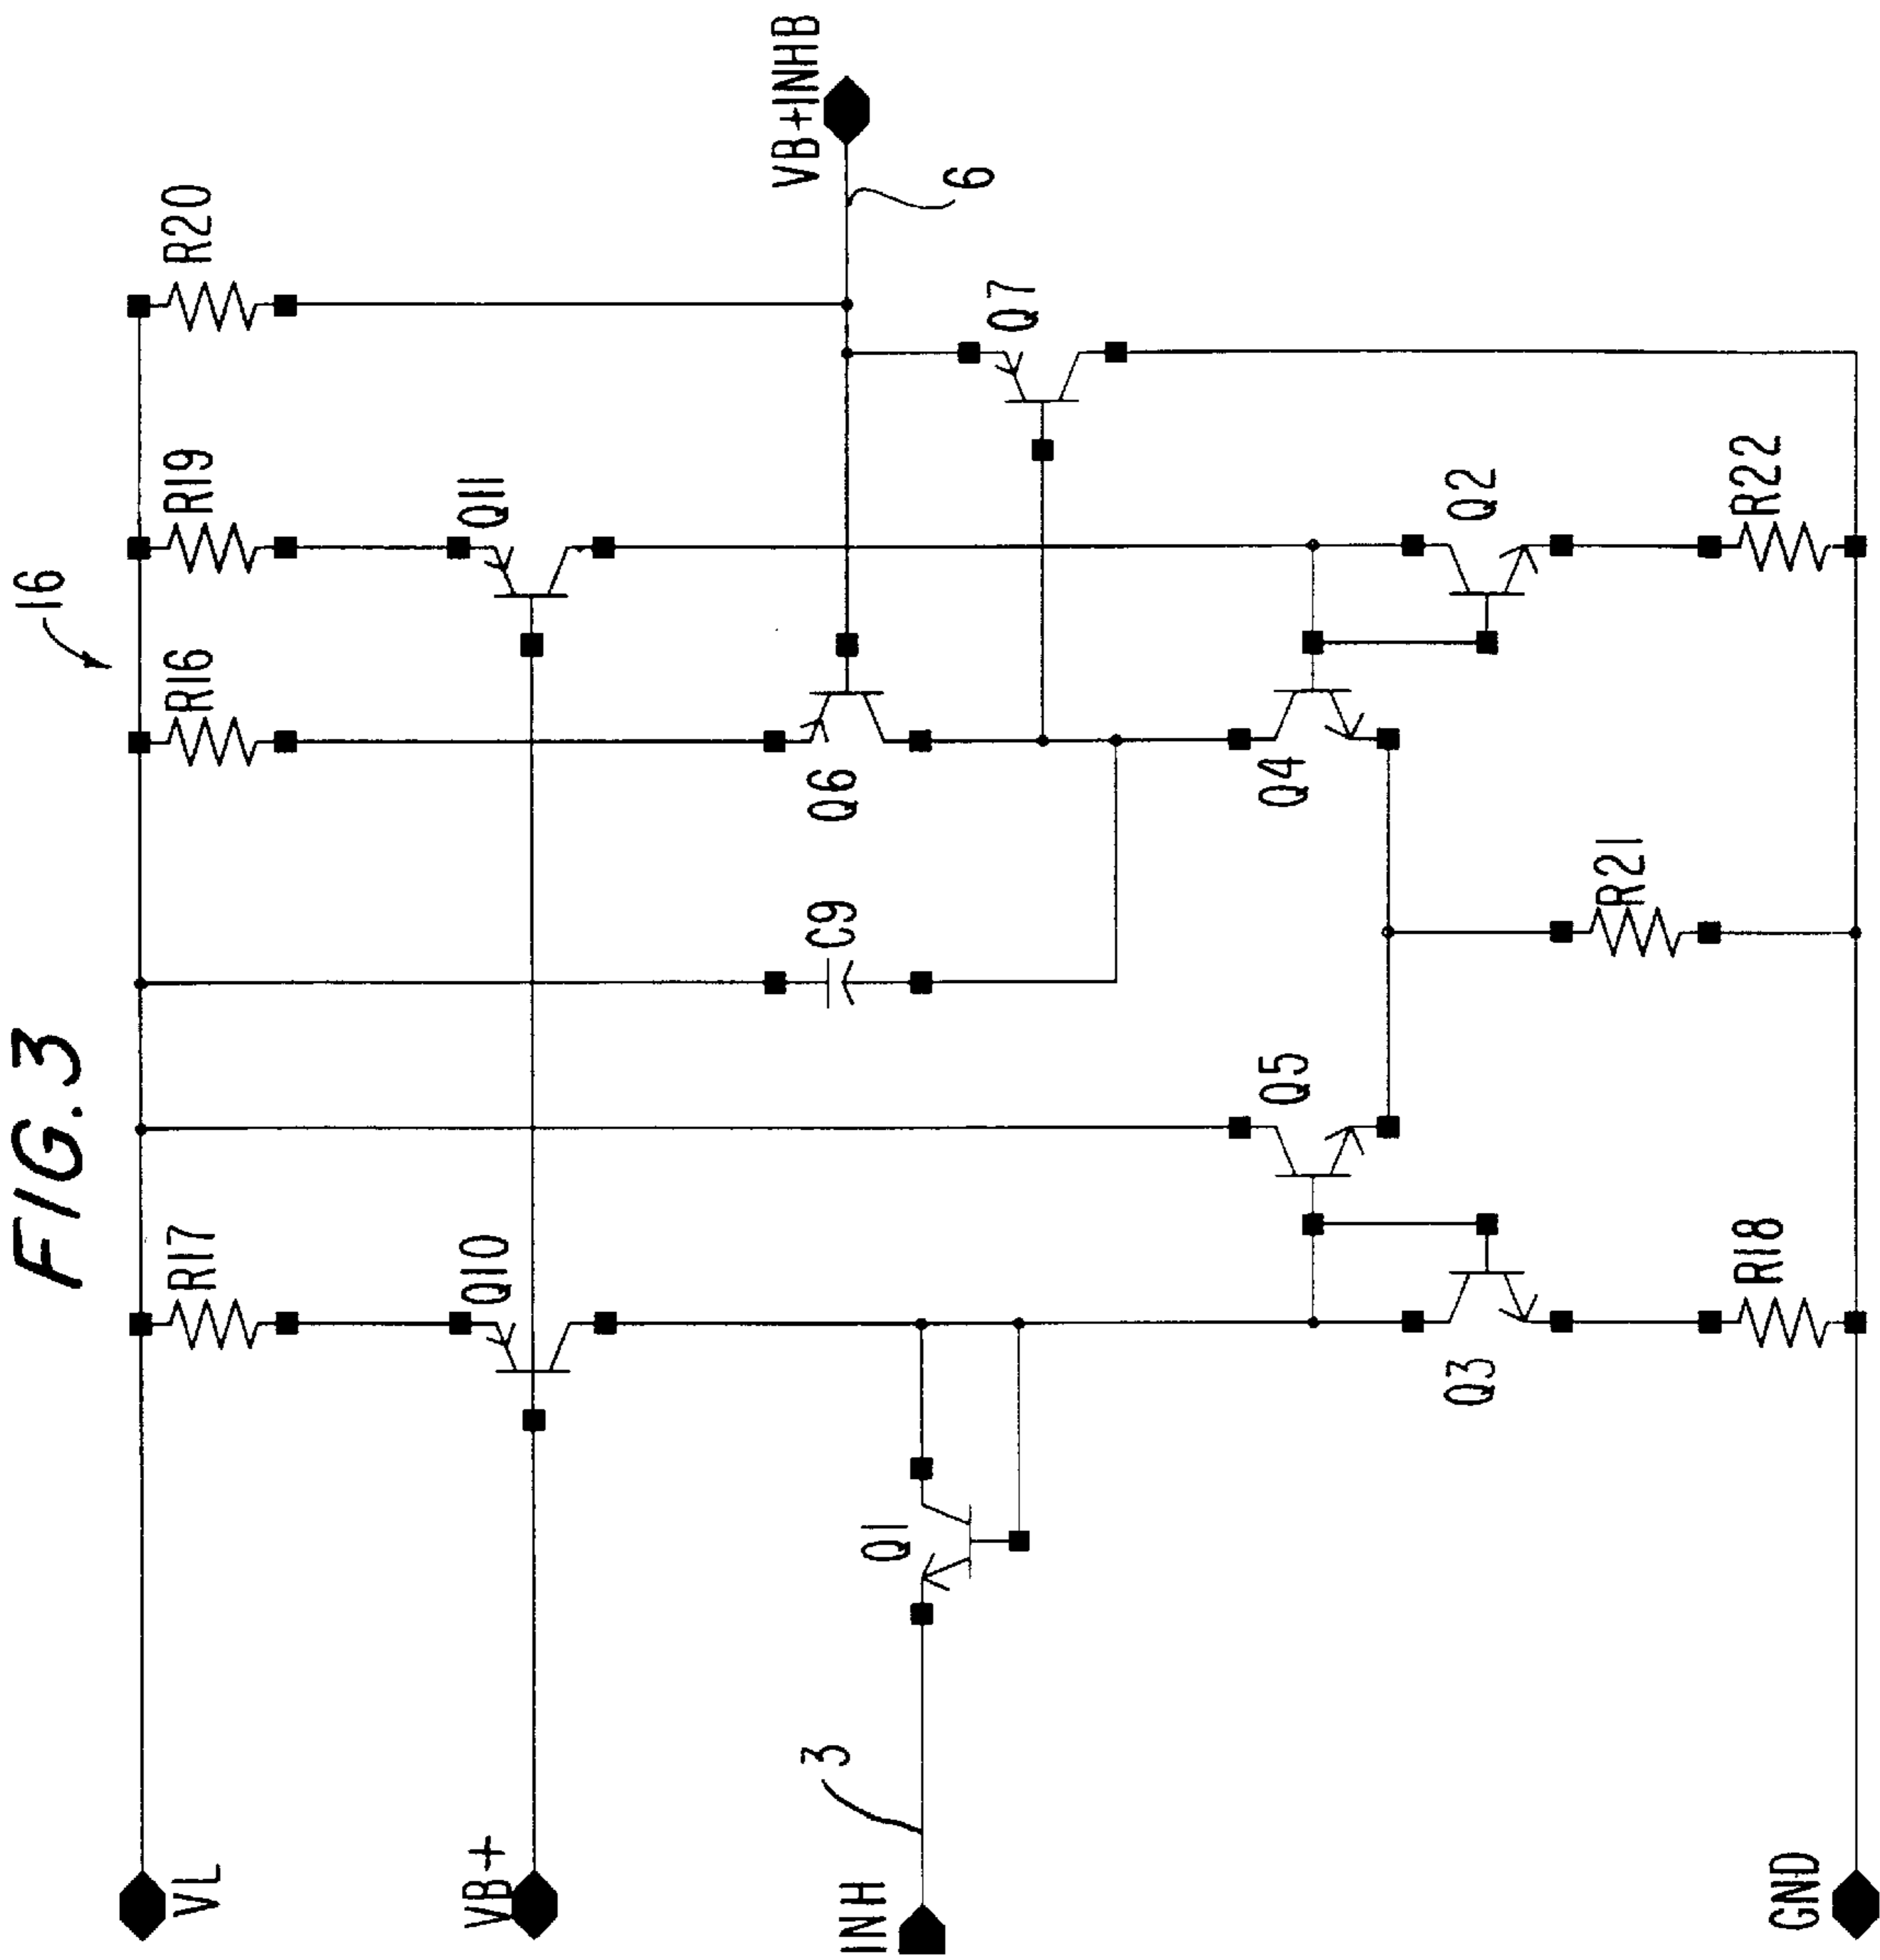 FIG. 3
16
VL
R17
R16
R19
R20
VB+
Q10
Q11
INH
3
Q1
C9
Q6
VB+INHB
6
Q7
Q5
Q4
Q3
Q2
R18
R21
R22
GND